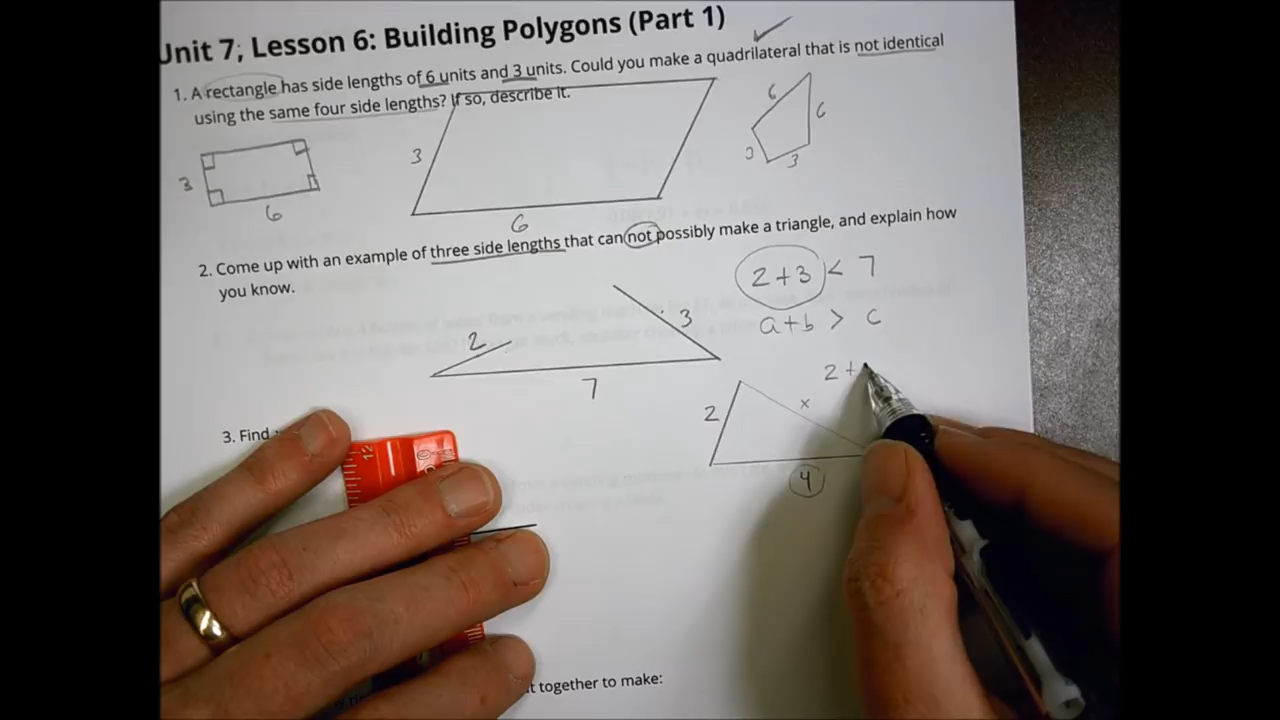 Unit 7, Lesson 6: Building Polygons (Part 1)
1. A rectangle has side lengths of 6 units and 3 units. Could you make a quadrilateral that is not identical
using the same four side lengths? If so, describe it.
3
6
3
6
6
6
3
3
2. Come up with an example of three side lengths that can not possibly make a triangle, and explain how
you know.
2 + 3 < 7
a + b > c
2
3
7
2 +
2
x
4
3. Find
12
together to make: